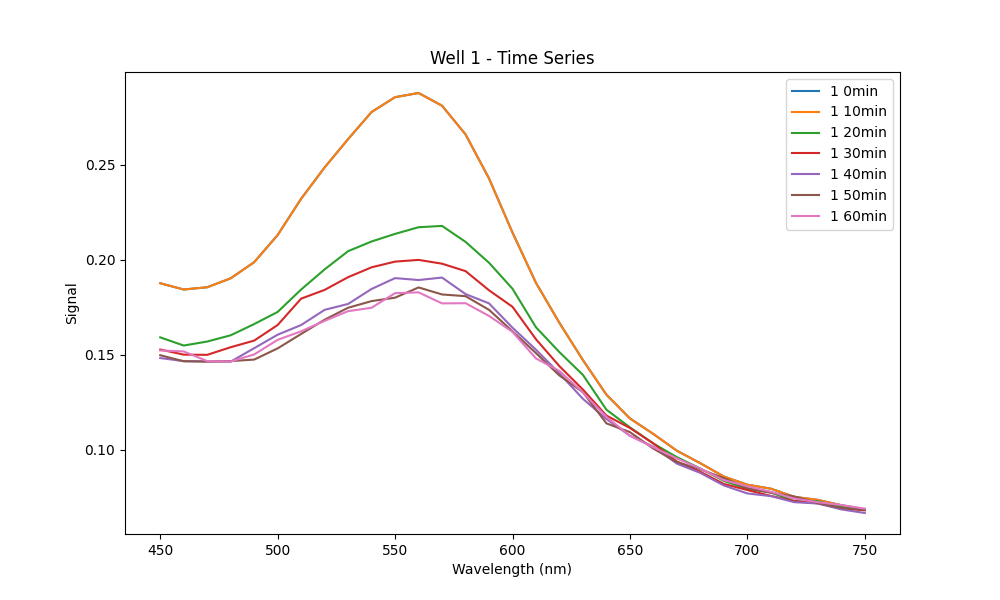 Well 1 - Time Series
1 0min
1 10min
1 20min
1 30min
1 40min
1 50min
1 60min
Signal
0.25
0.20
0.15
0.10
450 500 550 600 650 700 750
Wavelength (nm)